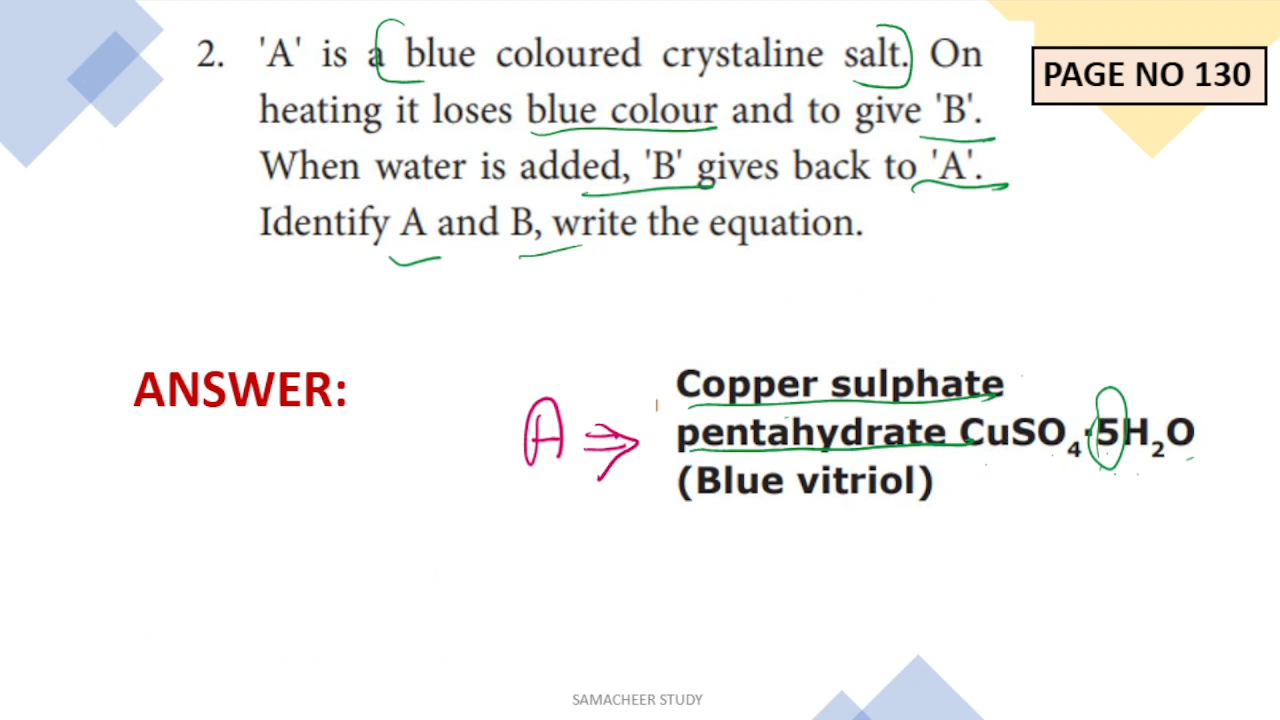 2. 'A' is a blue coloured crystaline salt. On
heating it loses blue colour and to give 'B'.
When water is added, 'B' gives back to 'A'.
Identify A and B, write the equation.
PAGE NO 130
ANSWER:
A ⇒
Copper sulphate
pentahydrate CuSO₄·5H₂O
(Blue vitriol)
SAMACHEER STUDY